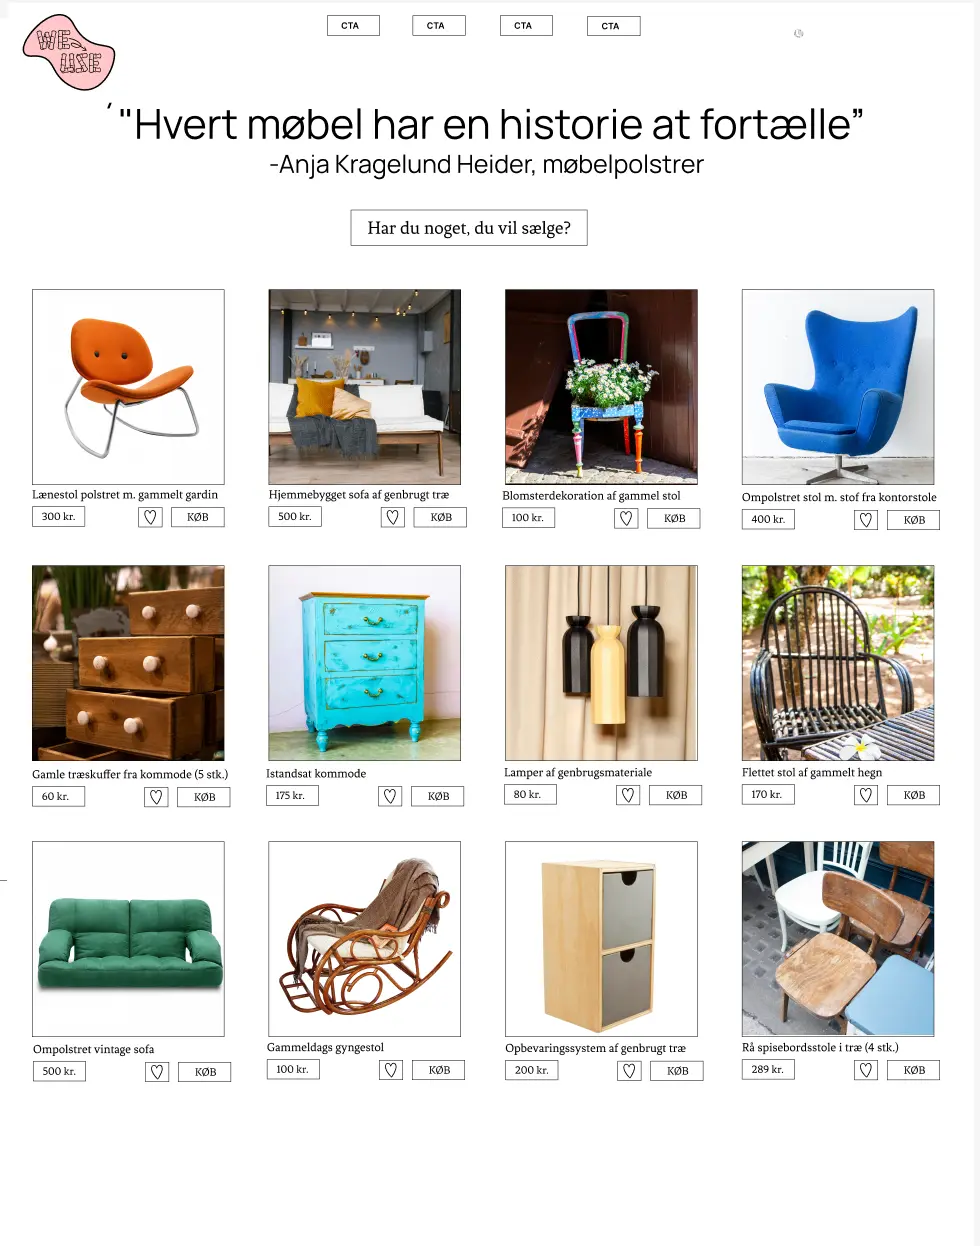 WE
USE
CTA CTA CTA CTA
´"Hvert møbel har en historie at fortælle”
-Anja Kragelund Heider, møbelpolstrer
Har du noget, du vil sælge?
Lænestol polstret m. gammelt gardin
300 kr. KØB
Hjemmebygget sofa af genbrugt træ
500 kr. KØB
Blomsterdekoration af gammel stol
100 kr. KØB
Ompolstret stol m. stof fra kontorstole
400 kr. KØB
Gamle træskuffer fra kommode (5 stk.)
60 kr. KØB
Istandsat kommode
175 kr. KØB
Lamper af genbrugsmateriale
80 kr. KØB
Flettet stol af gammelt hegn
170 kr. KØB
Ompolstret vintage sofa
500 kr. KØB
Gammeldags gyngestol
100 kr. KØB
Opbevaringssystem af genbrugt træ
200 kr. KØB
Rå spisebordsstole i træ (4 stk.)
289 kr. KØB